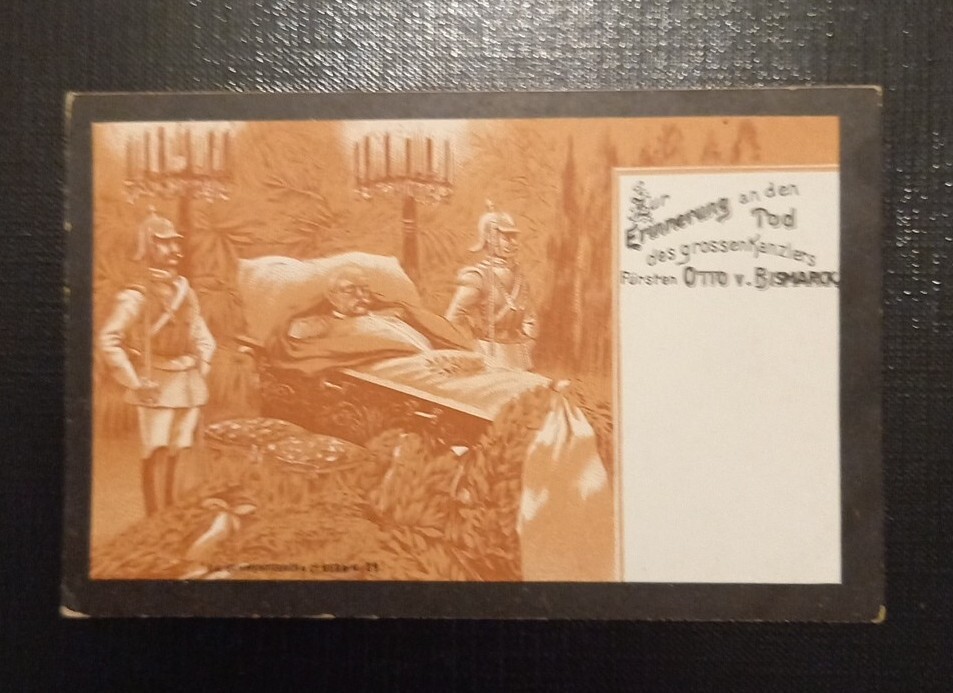 Zur
Erinnerung an den
Tod
des grossen Kanzlers
Fürsten OTTO v. BISMARCK